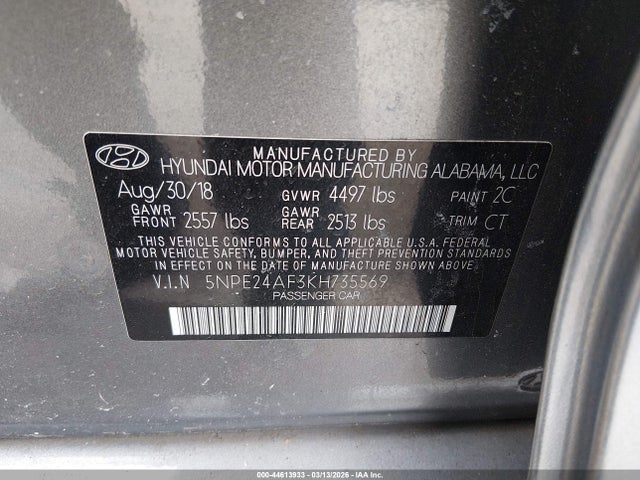 MANUFACTURED BY
HYUNDAI MOTOR MANUFACTURING ALABAMA, LLC
Aug/30/18 GVWR 4497 lbs PAINT 2C
GAWR FRONT 2557 lbs GAWR REAR 2513 lbs TRIM CT
THIS VEHICLE CONFORMS TO ALL APPLICABLE U.S.A. FEDERAL
MOTOR VEHICLE SAFETY, BUMPER, AND THEFT PREVENTION STANDARDS
IN EFFECT ON THE DATE OF MANUFACTURE SHOWN ABOVE.
V.I.N 5NPE24AF3KH735569
PASSENGER CAR
000-44613933 - 03/13/2026 - IAA Inc.